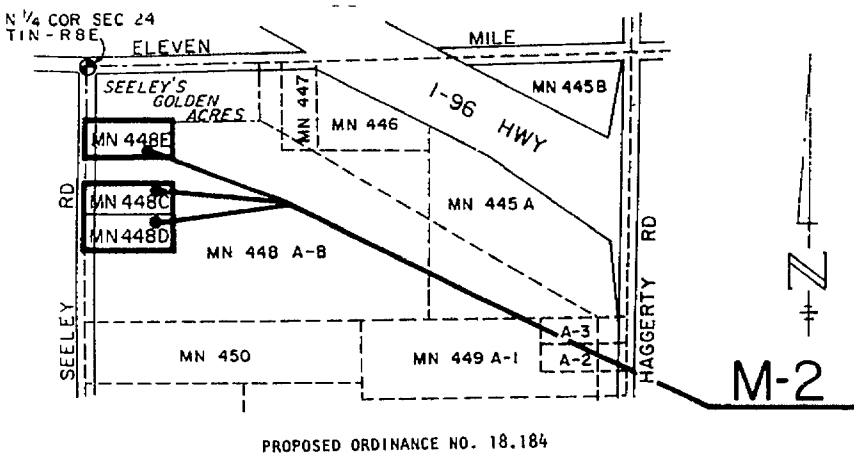 N 1/4 COR SEC 24
T1N-R8E
ELEVEN MILE
SEELEY'S
GOLDEN
ACRES
MN 447
MN 446
I-96 HWY
MN 445B
MN 448E
MN 448C
MN 448D
MN 445 A
MN 448 A-B
SEELEY RD
HAGGERTY RD
N
A-3
A-2
MN 450
MN 449 A-1
M-2
PROPOSED ORDINANCE NO. 18.184